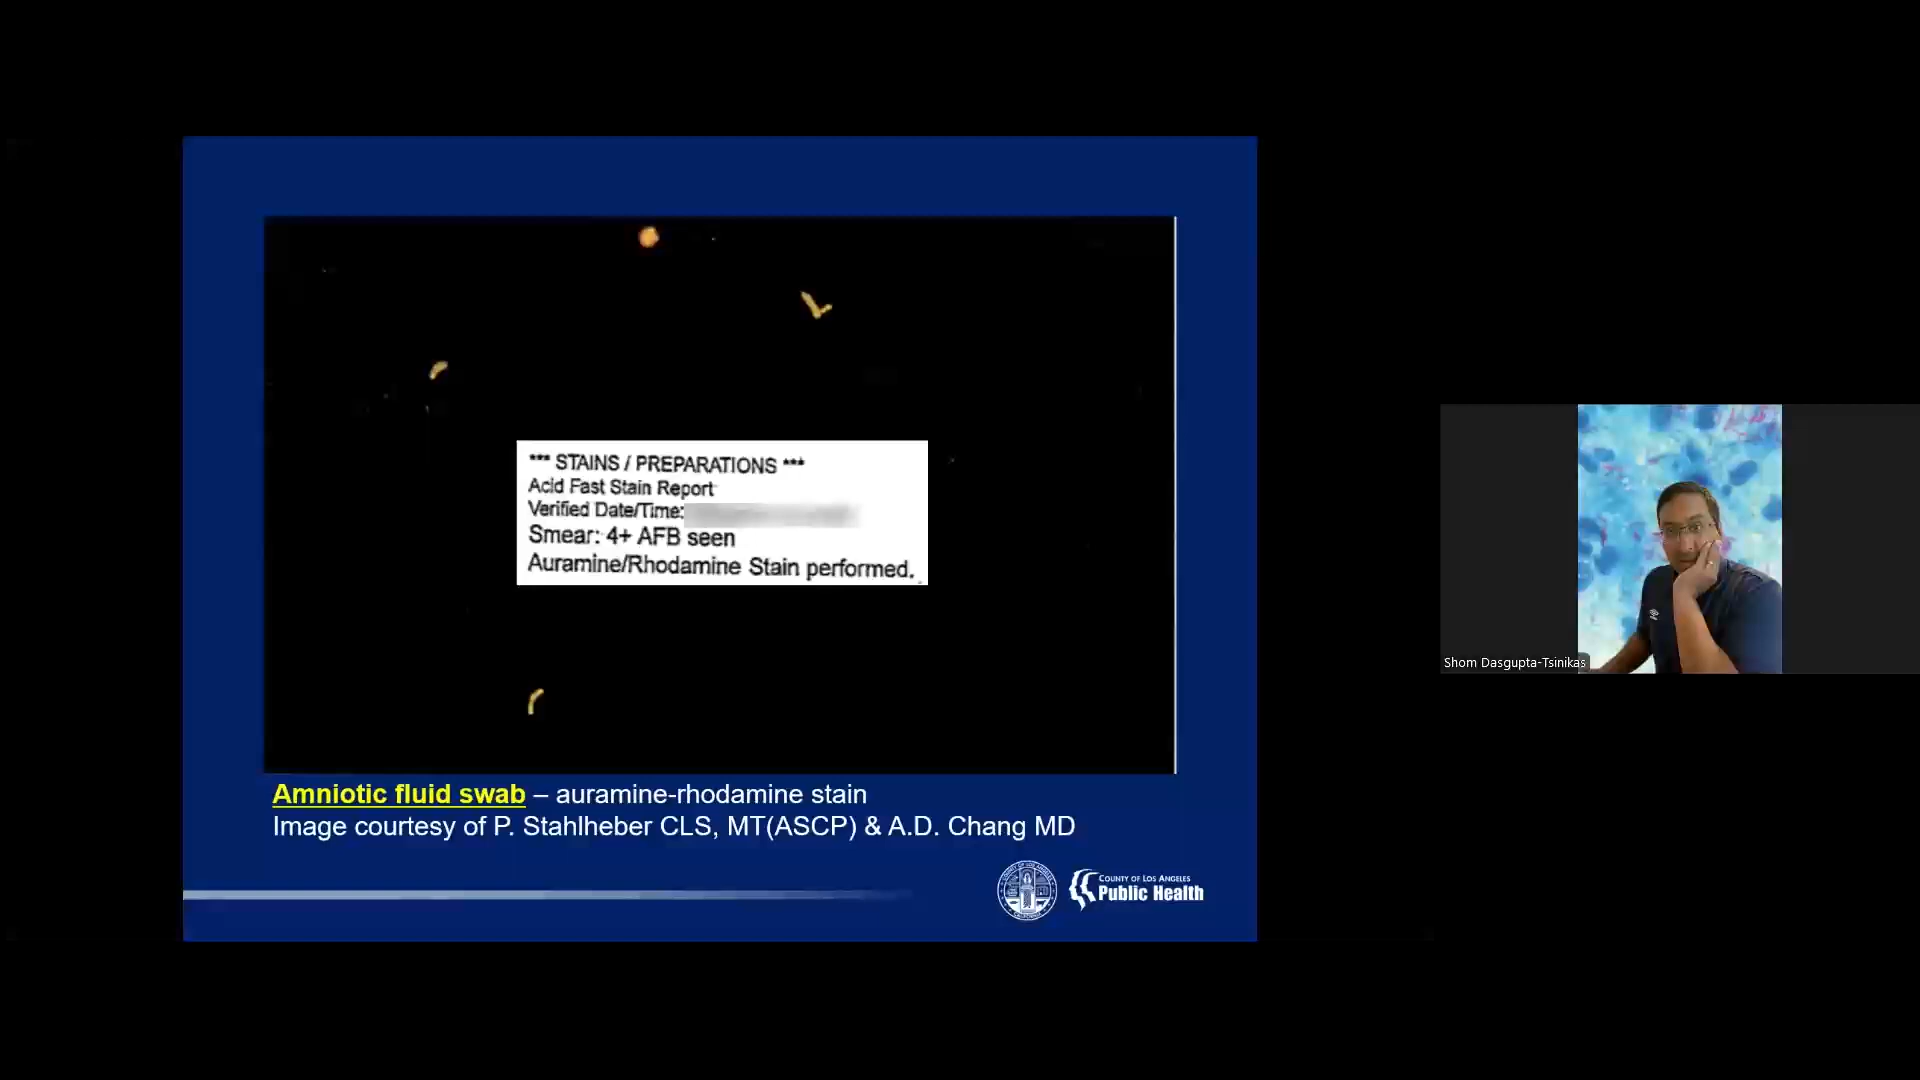 *** STAINS / PREPARATIONS ***
Acid Fast Stain Report
Verified Date/Time:
Smear: 4+ AFB seen
Auramine/Rhodamine Stain performed.
Amniotic fluid swab – auramine-rhodamine stain
Image courtesy of P. Stahlheber CLS, MT(ASCP) & A.D. Chang MD
COUNTY OF LOS ANGELES
Public Health
Shom Dasgupta-Tsinikas